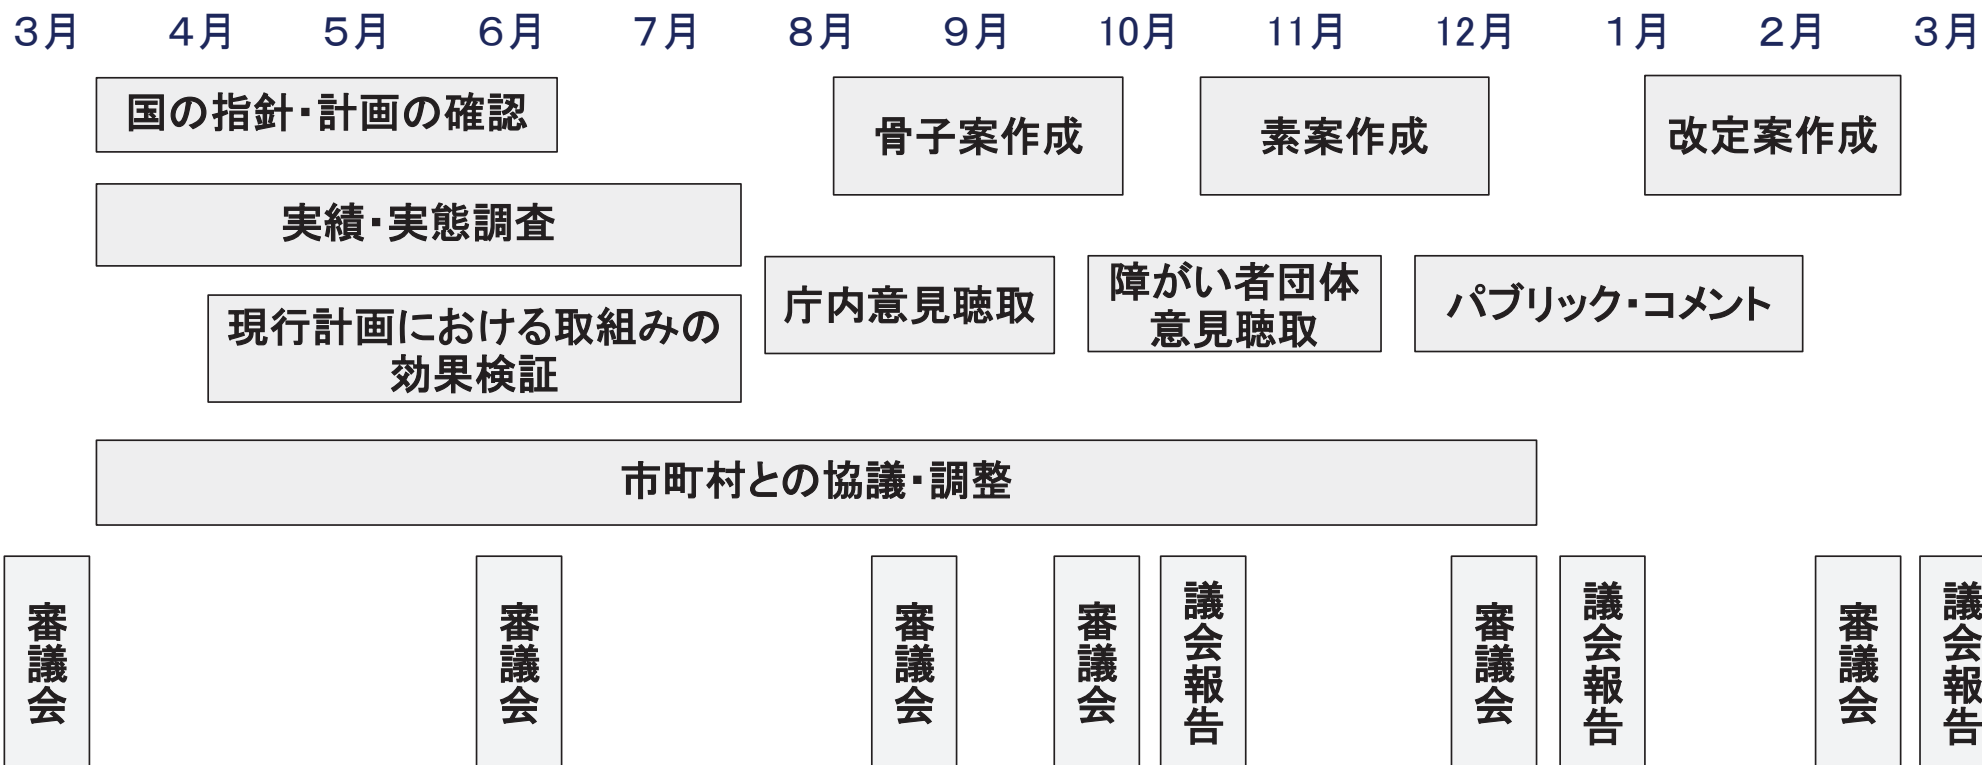 3月 4月 5月 6月 7月 8月 9月 10月 11月 12月 1月 2月 3月
国の指針・計画の確認
骨子案作成
素案作成
改定案作成
実績・実態調査
庁内意見聴取
障がい者団体
意見聴取
パブリック・コメント
現行計画における取組みの
効果検証
市町村との協議・調整
審議会
審議会
審議会
審議会
議会報告
審議会
議会報告
審議会
議会報告